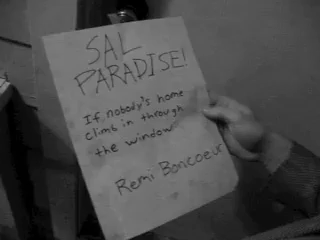 SAL
PARADISE!
If nobody's home
climb in through
the window
Remi Boncoeur